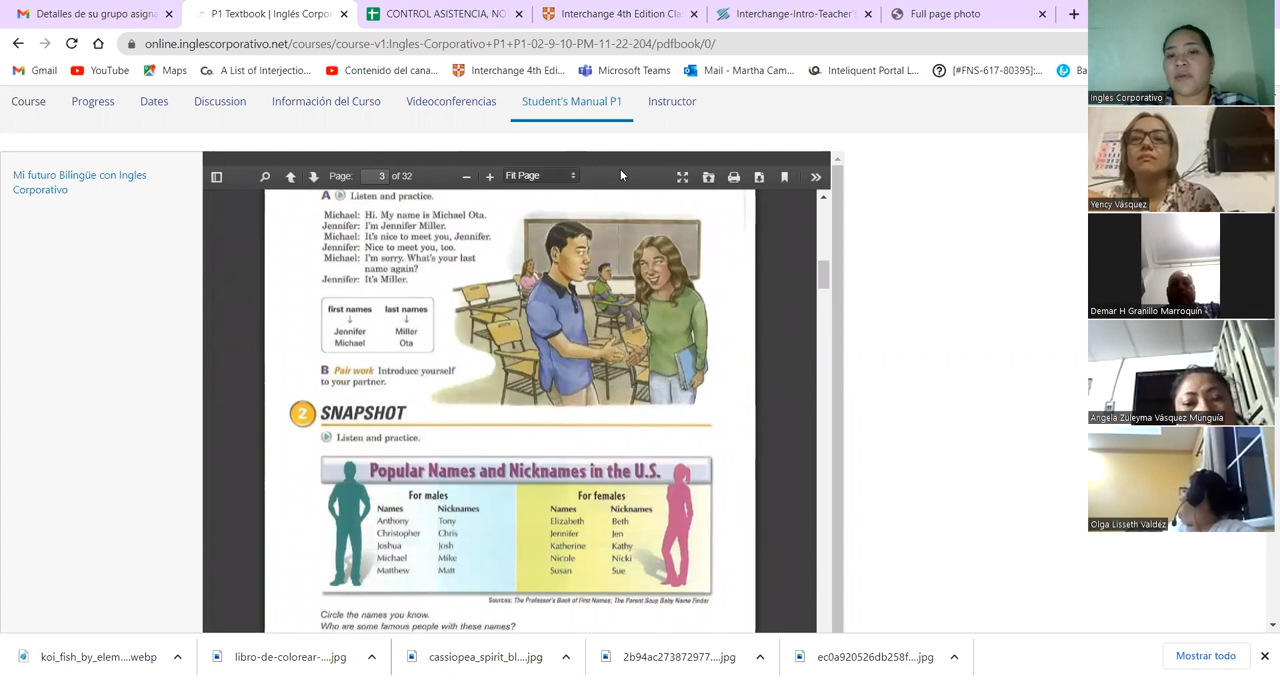 Detalles de su grupo asigna
P1 Textbook | Inglés Corpor
CONTROL ASISTENCIA, NO
Interchange 4th Edition Cla
Interchange-Intro-Teacher's
Full page photo
online.inglescorporativo.net/courses/course-v1:Ingles-Corporativo+P1+P1-02-9-10-PM-11-22-204/pdfbook/0/
Gmail
YouTube
Maps
A List of Interjectio...
Contenido del cana...
Interchange 4th Edi...
Microsoft Teams
Mail - Martha Cam...
Inteliquent Portal L...
[#FNS-617-80395]:...
Ba
Course
Progress
Dates
Discussion
Información del Curso
Videoconferencias
Student's Manual P1
Instructor
Mi futuro Bilingüe con Ingles
Corporativo
Page: 3 of 32
Fit Page
A Listen and practice.
Michael: Hi. My name is Michael Ota.
Jennifer: I'm Jennifer Miller.
Michael: It's nice to meet you, Jennifer.
Jennifer: Nice to meet you, too.
Michael: I'm sorry. What's your last
name again?
Jennifer: It's Miller.
first names last names
Jennifer Miller
Michael Ota
B Pair work Introduce yourself
to your partner.
2 SNAPSHOT
Listen and practice.
Popular Names and Nicknames in the U.S.
For males
Names Nicknames
Anthony Tony
Christopher Chris
Joshua Josh
Michael Mike
Matthew Matt
For females
Names Nicknames
Elizabeth Beth
Jennifer Jen
Katherine Kathy
Nicole Nicki
Susan Sue
Sources: The Professor's Book of First Names; The Parent Soup Baby Name Finder
Circle the names you know.
Who are some famous people with these names?
Ingles Corporativo
Yency Vásquez
Demar H Granillo Marroquín
Angela Zuleyma Vásquez Munguía
Olga Lisseth Valdéz
koi_fish_by_elem....webp
libro-de-colorear-....jpg
cassiopea_spirit_bl....jpg
2b94ac273872977....jpg
ec0a920526db258f....jpg
Mostrar todo